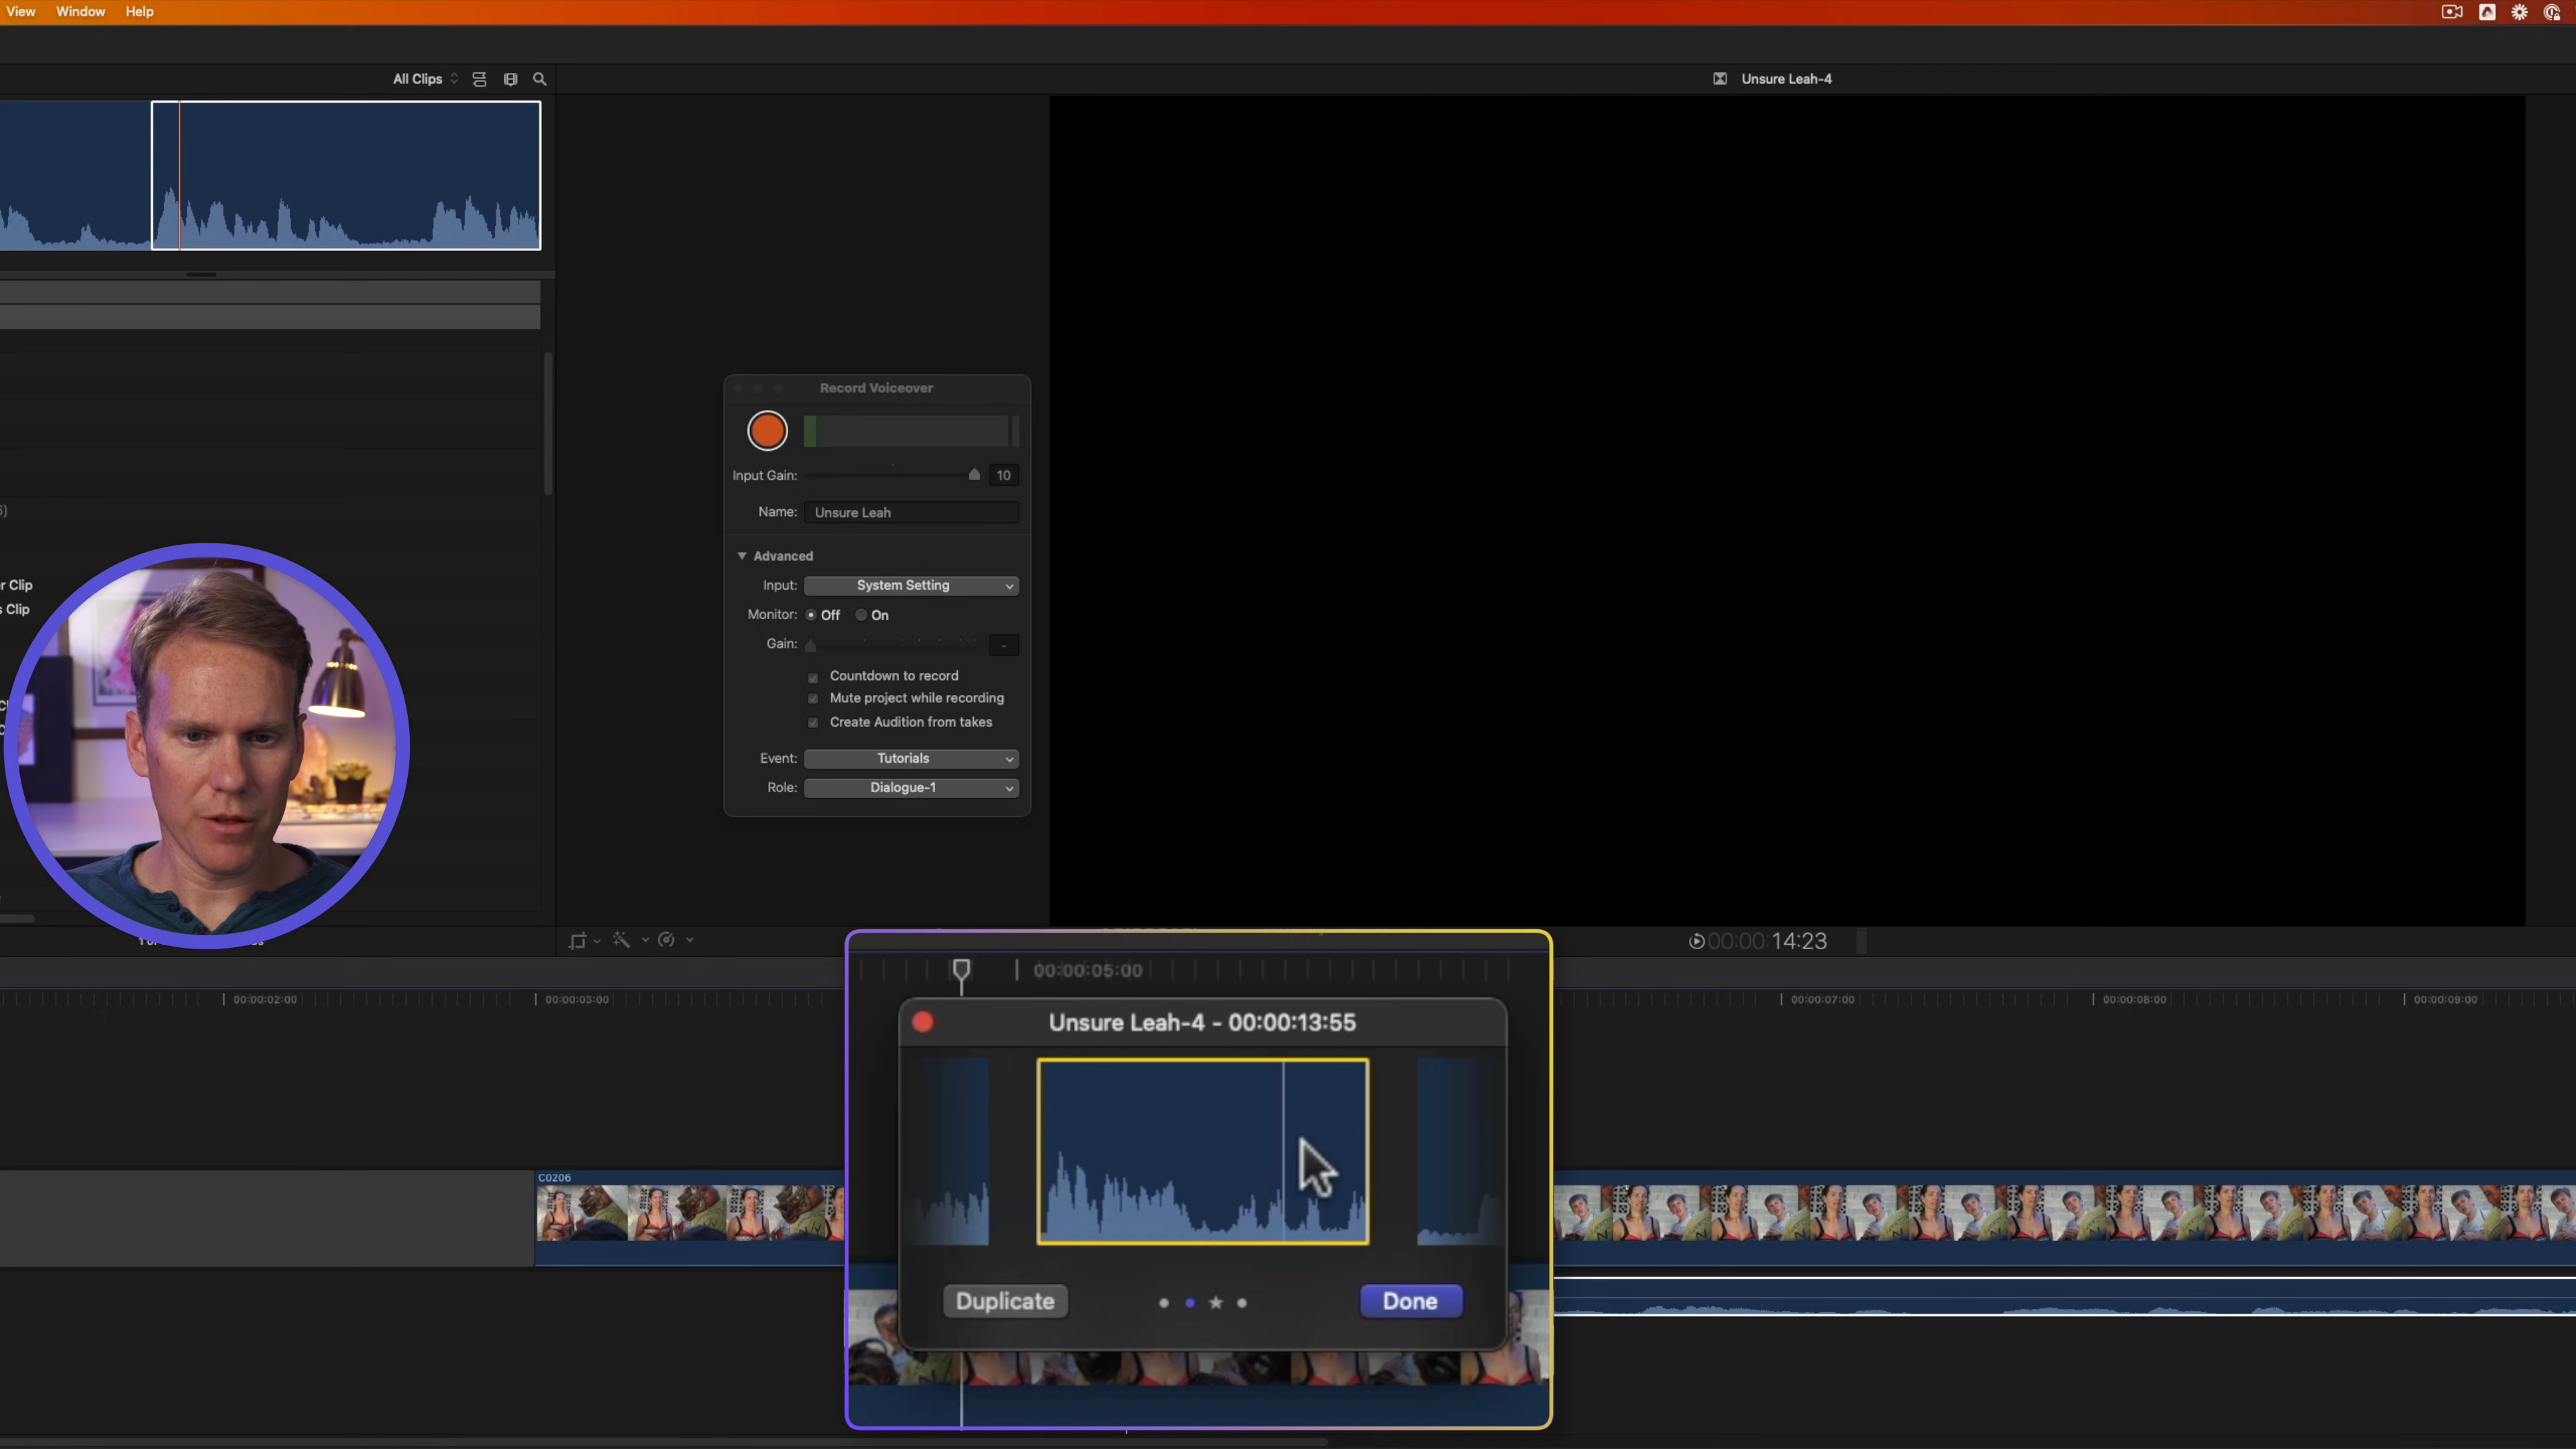 View Window Help
All Clips
Unsure Leah-4
Record Voiceover
Input Gain: 10
Name: Unsure Leah
Advanced
Input: System Setting
Monitor: Off On
Gain: -
Countdown to record
Mute project while recording
Create Audition from takes
Event: Tutorials
Role: Dialogue-1
r Clip
s Clip
00:00:14:23
00:00:02:00
00:00:03:00
00:00:05:00
00:00:07:00
00:00:08:00
00:00:09:00
Unsure Leah-4 - 00:00:13:55
C0206
Duplicate
Done